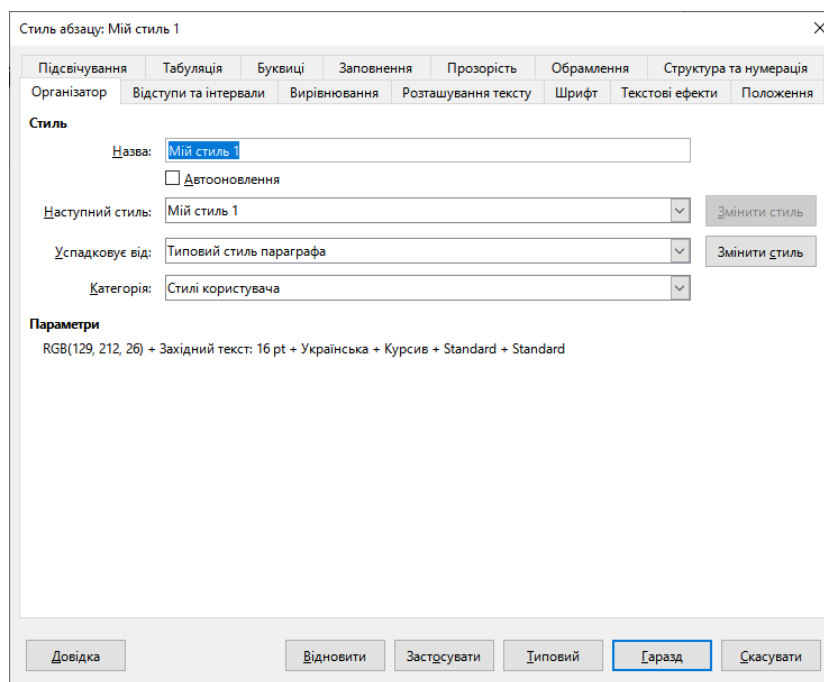 Стиль абзацу: Мій стиль 1
Підсвічування Табуляція Буквиці Заповнення Прозорість Обрамлення Структура та нумерація
Організатор Відступи та інтервали Вирівнювання Розташування тексту Шрифт Текстові ефекти Положення
Стиль
Назва: Мій стиль 1
Автооновлення
Наступний стиль: Мій стиль 1 Змінити стиль
Успадковує від: Типовий стиль параграфа Змінити стиль
Категорія: Стилі користувача
Параметри
RGB(129, 212, 26) + Західний текст: 16 pt + Українська + Курсив + Standard + Standard
Довідка Відновити Застосувати Типовий Гаразд Скасувати